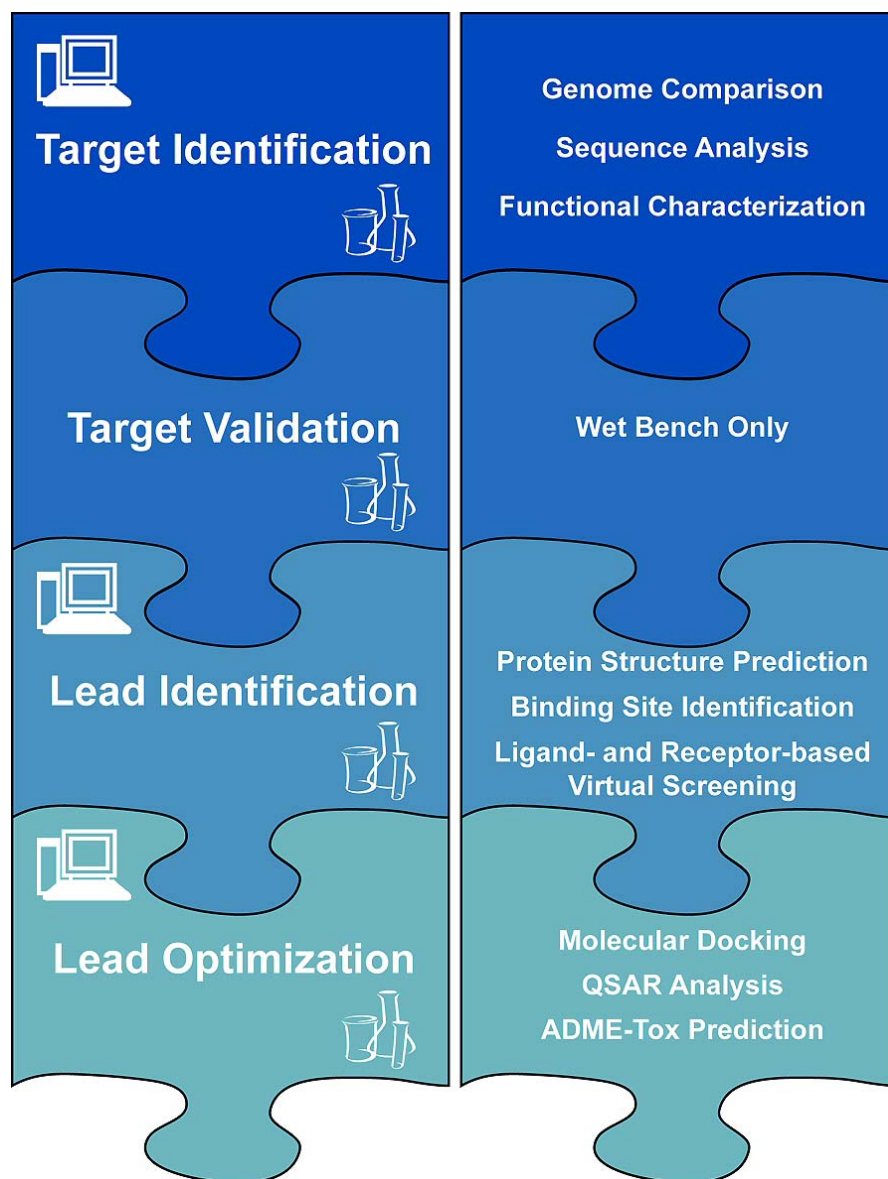 Target Identification
Genome Comparison
Sequence Analysis
Functional Characterization
Target Validation
Wet Bench Only
Lead Identification
Protein Structure Prediction
Binding Site Identification
Ligand- and Receptor-based
Virtual Screening
Lead Optimization
Molecular Docking
QSAR Analysis
ADME-Tox Prediction